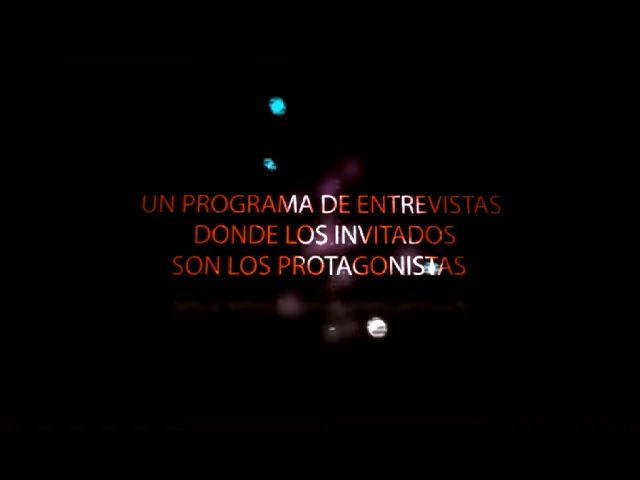 UN PROGRAMA DE ENTREVISTAS
DONDE LOS INVITADOS
SON LOS PROTAGONISTAS